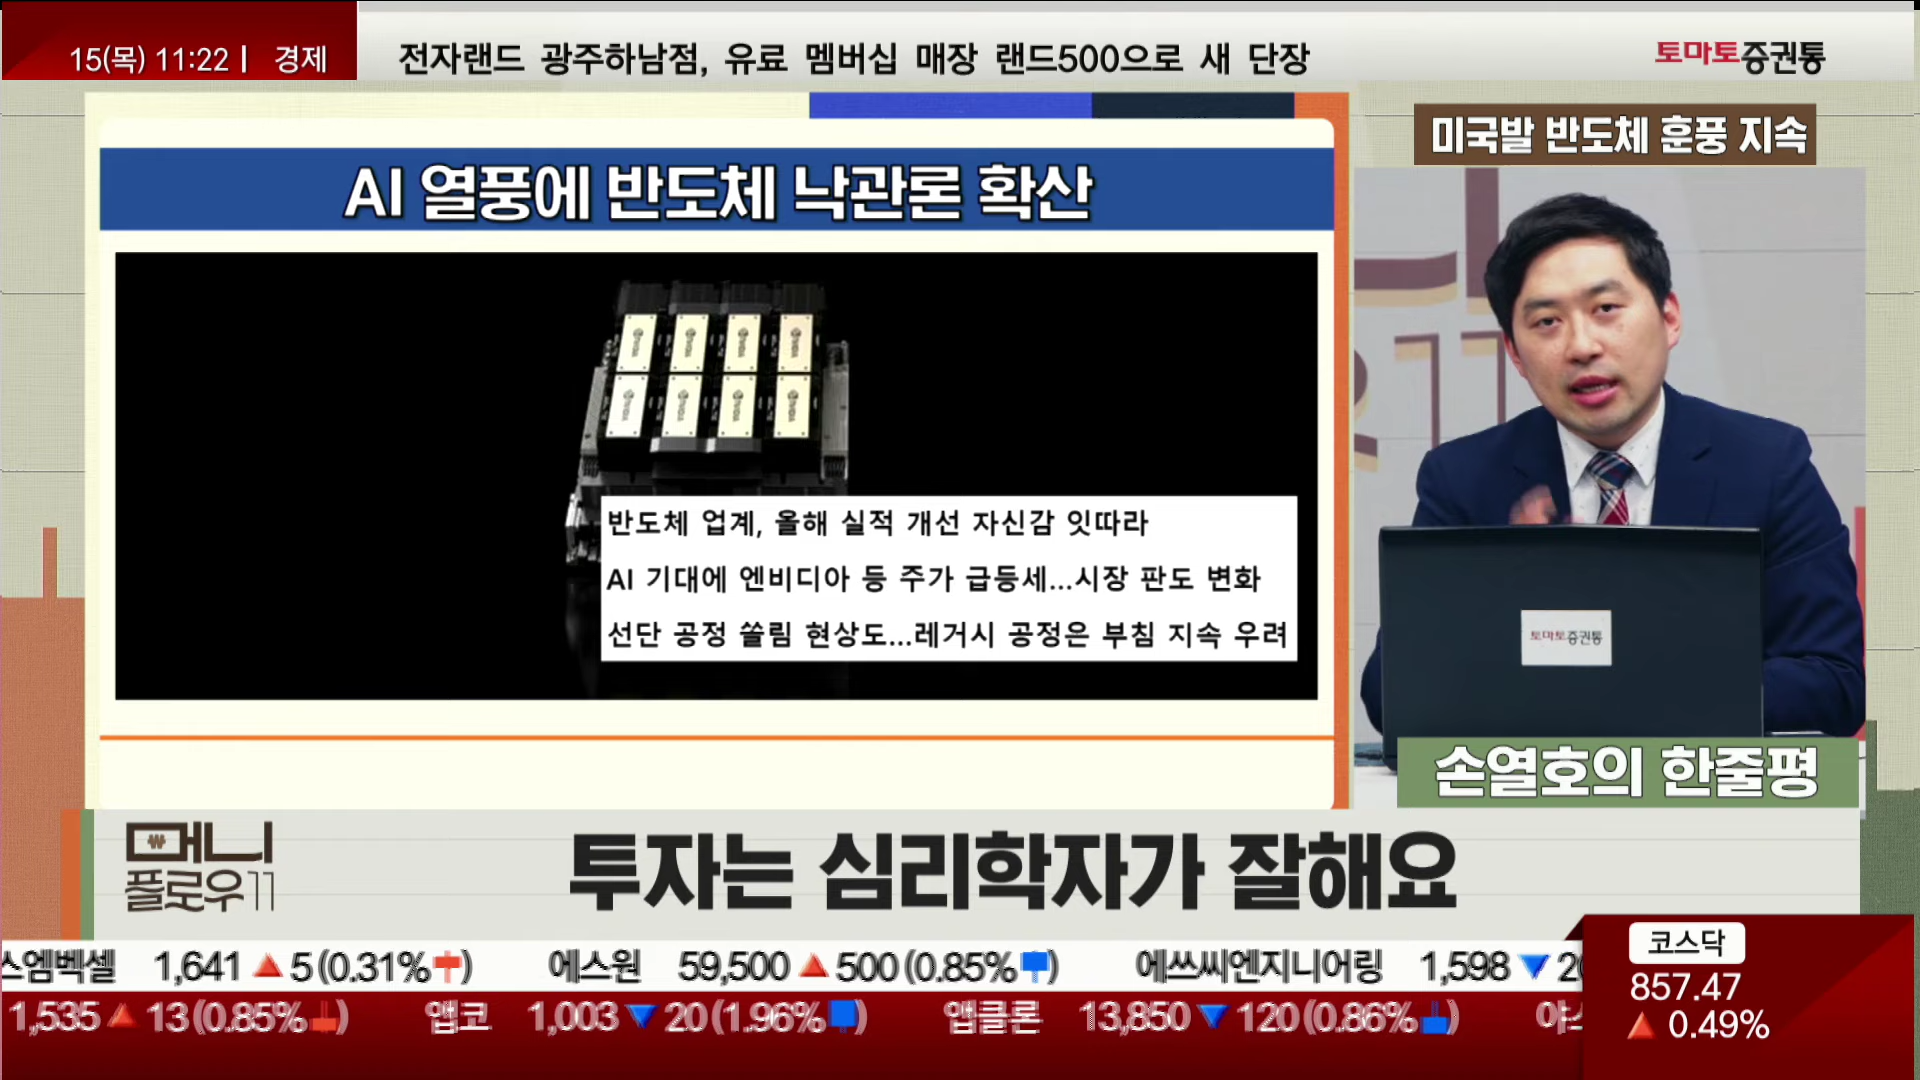 15(목) 11:22 | 경제
전자랜드 광주하남점, 유료 멤버십 매장 랜드500으로 새 단장
토마토증권통
AI 열풍에 반도체 낙관론 확산
미국발 반도체 훈풍 지속
반도체 업계, 올해 실적 개선 자신감 잇따라
AI 기대에 엔비디아 등 주가 급등세...시장 판도 변화
선단 공정 쏠림 현상도...레거시 공정은 부침 지속 우려
토마토증권통
손열호의 한줄평
머니
플로우11
투자는 심리학자가 잘해요
스엠벡셀 1,641 ▲ 5 (0.31%) 에스원 59,500 ▲ 500 (0.85%) 에쓰씨엔지니어링 1,598 ▼
1,535 ▲ 13 (0.85%) 앱코 1,003 ▼ 20 (1.96%) 앱클론 13,850 ▼ 120 (0.86%)
코스닥
857.47
▲ 0.49%